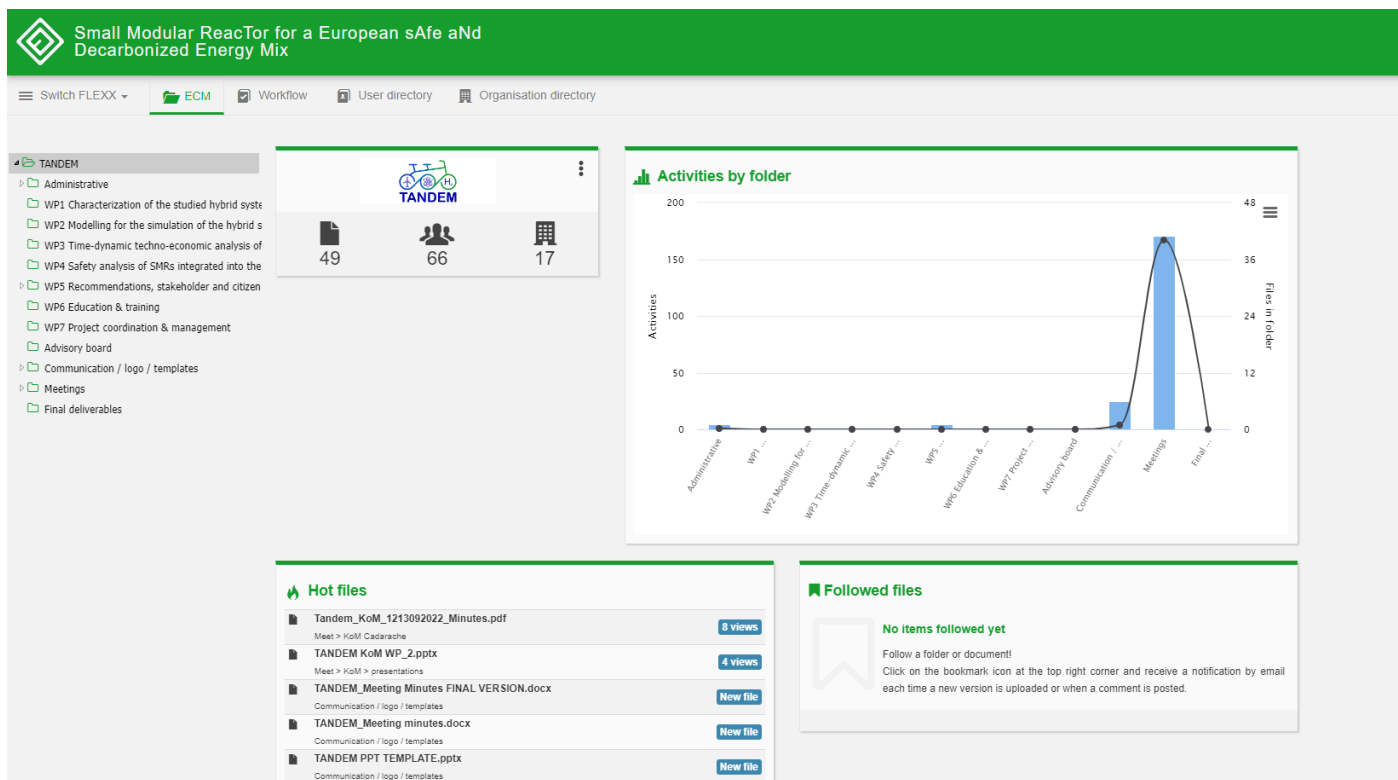 Small Modular ReacTor for a European sAfe aNd
Decarbonized Energy Mix
Switch FLEXX
ECM
Workflow
User directory
Organisation directory
TANDEM
Administrative
WP1 Characterization of the studied hybrid syste
WP2 Modelling for the simulation of the hybrid s
WP3 Time-dynamic techno-economic analysis of
WP4 Safety analysis of SMRs integrated into the
WP5 Recommendations, stakeholder and citizen
WP6 Education & training
WP7 Project coordination & management
Advisory board
Communication / logo / templates
Meetings
Final deliverables
H₂
TANDEM
49
66
17
Activities by folder
200
150
100
50
0
Activities
48
36
24
12
0
Files in folder
Administrative
WP1 ...
WP2 Modelling for ...
WP3 Time-dynamic ...
WP4 Safety ...
WP5 ...
WP6 Education & ...
WP7 Project ...
Advisory board
Communication / ...
Meetings
Final ...
Hot files
Tandem_KoM_1213092022_Minutes.pdf
Meet > KoM Cadarache
8 views
TANDEM KoM WP_2.pptx
Meet > KoM > presentations
4 views
TANDEM_Meeting Minutes FINAL VERSION.docx
Communication / logo / templates
New file
TANDEM_Meeting minutes.docx
Communication / logo / templates
New file
TANDEM PPT TEMPLATE.pptx
Communication / logo / templates
New file
Followed files
No items followed yet
Follow a folder or document!
Click on the bookmark icon at the top right corner and receive a notification by email
each time a new version is uploaded or when a comment is posted.